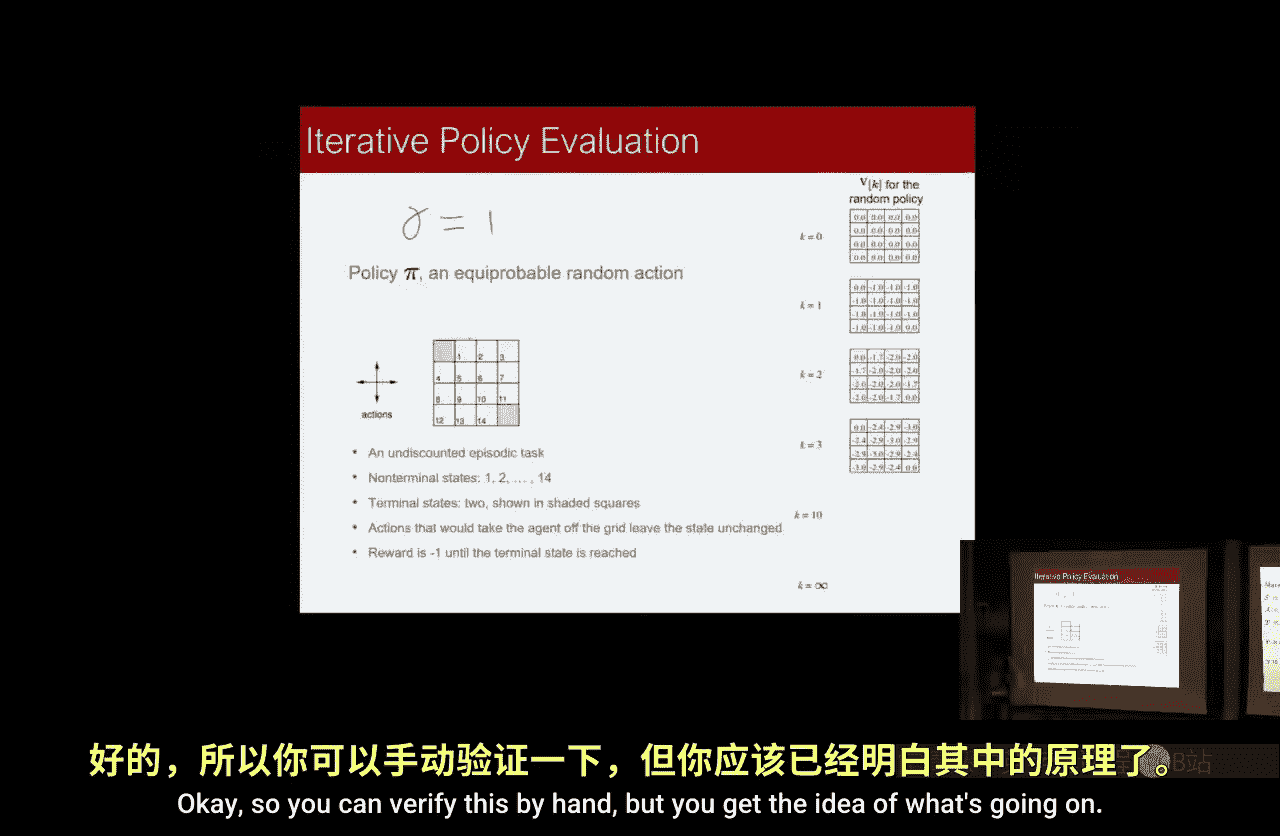 Iterative Policy Evaluation
γ = 1
Policy π, an equiprobable random action
actions
1 2 3
4 5 6 7
8 9 10 11
12 13 14
• An undiscounted episodic task
• Nonterminal states: 1, 2, . . . , 14
• Terminal states: two, shown in shaded squares
• Actions that would take the agent off the grid leave the state unchanged
• Reward is -1 until the terminal state is reached
V[k] for the
random policy
k = 0
0.0 0.0 0.0 0.0
0.0 0.0 0.0 0.0
0.0 0.0 0.0 0.0
0.0 0.0 0.0 0.0
k = 1
0.0 -1.0 -1.0 -1.0
-1.0 -1.0 -1.0 -1.0
-1.0 -1.0 -1.0 -1.0
-1.0 -1.0 -1.0 0.0
k = 2
0.0 -1.7 -2.0 -2.0
-1.7 -2.0 -2.0 -2.0
-2.0 -2.0 -2.0 -1.7
-2.0 -2.0 -1.7 0.0
k = 3
0.0 -2.4 -2.9 -3.0
-2.4 -2.9 -3.0 -2.9
-2.9 -3.0 -2.9 -2.4
-3.0 -2.9 -2.4 0.0
k = 10
k = ∞
Iterative Policy Evaluation
好的，所以你可以手动验证一下，但你应该已经明白其中的原理了。
B站
Okay, so you can verify this by hand, but you get the idea of what's going on.